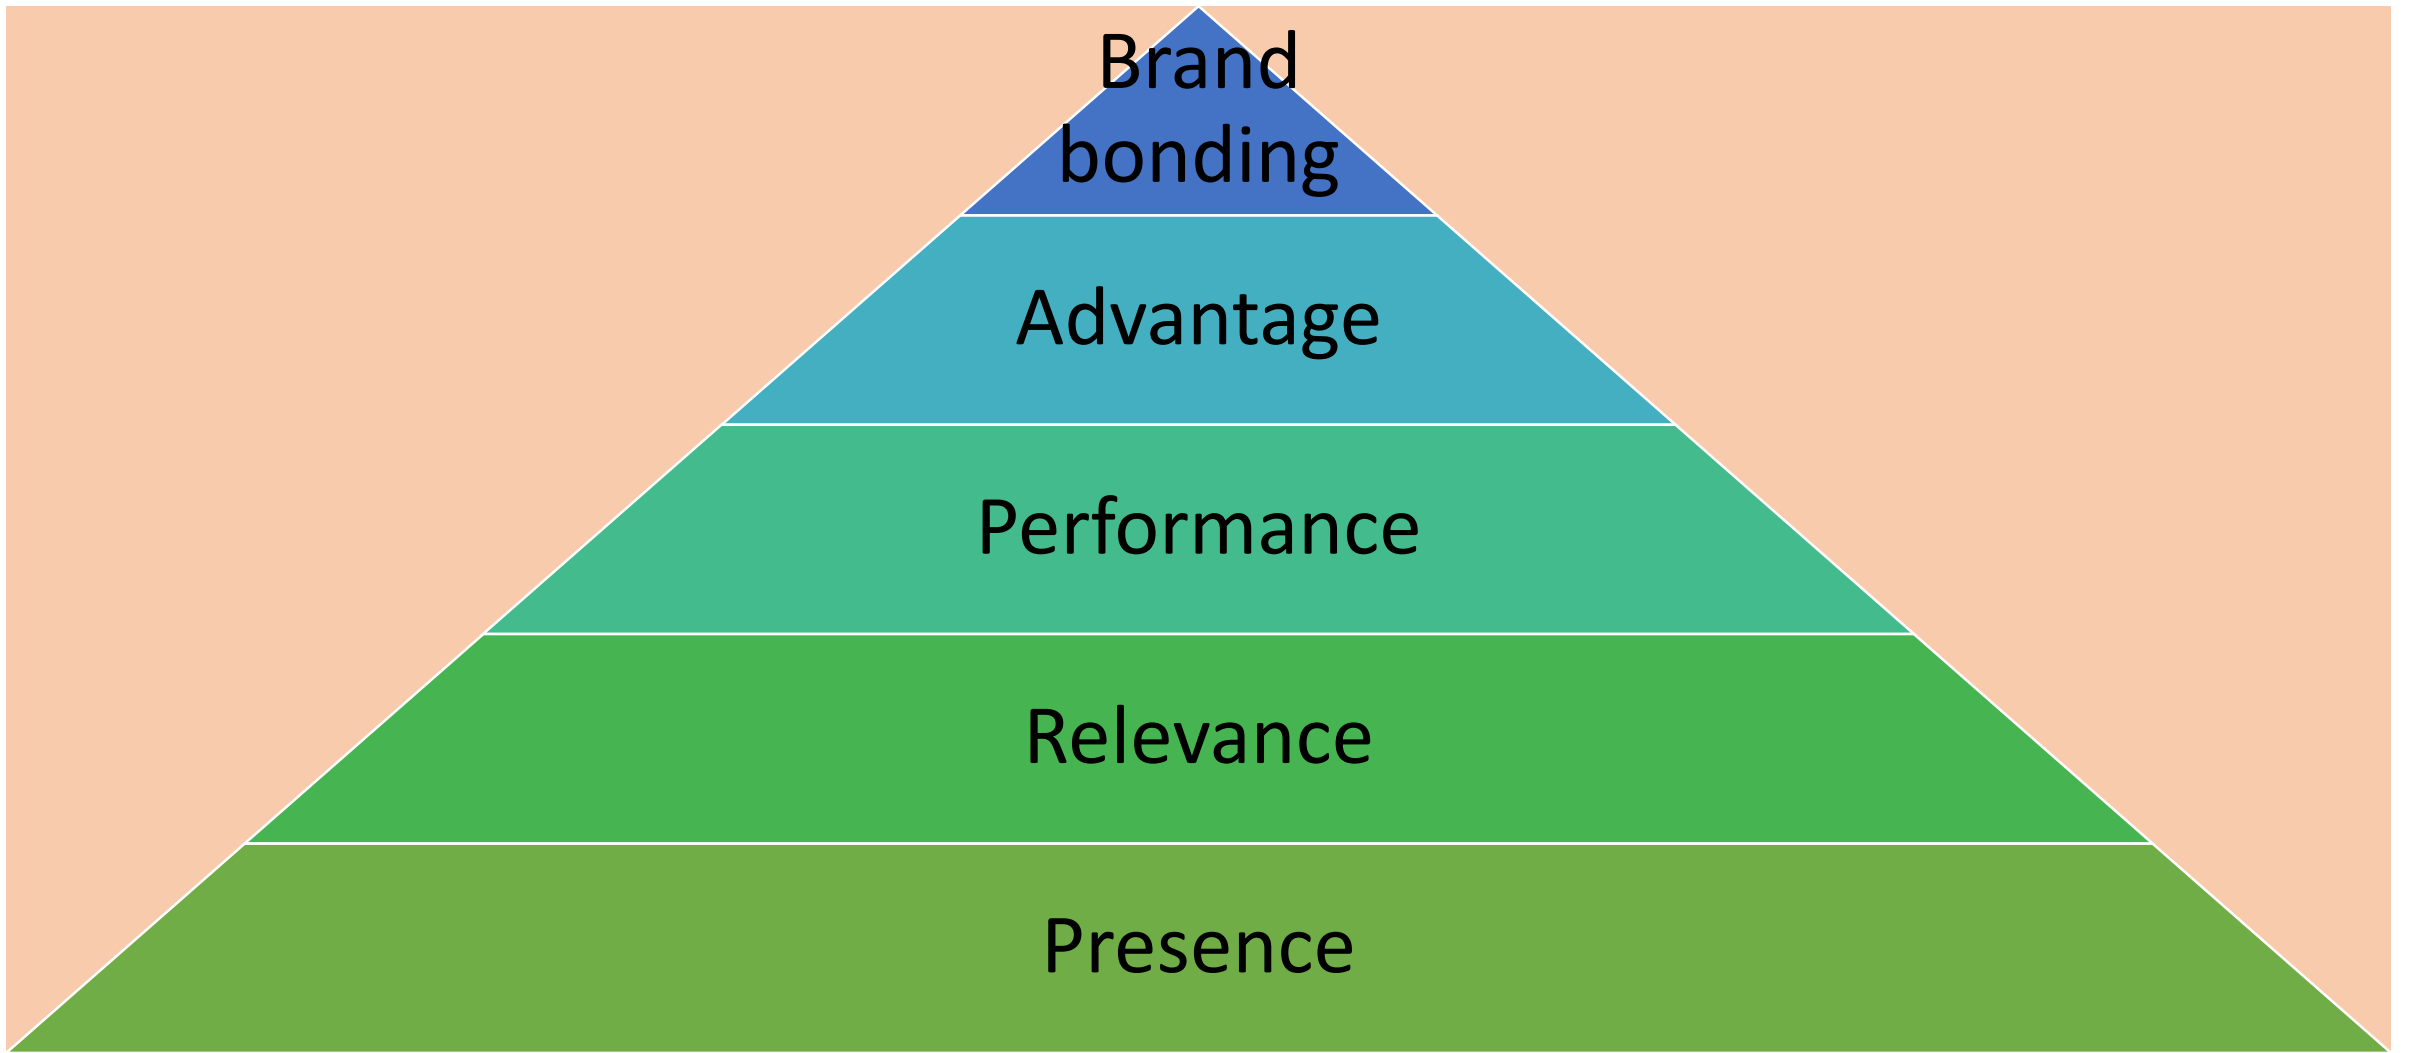 Brand
bonding
Advantage
Performance
Relevance
Presence